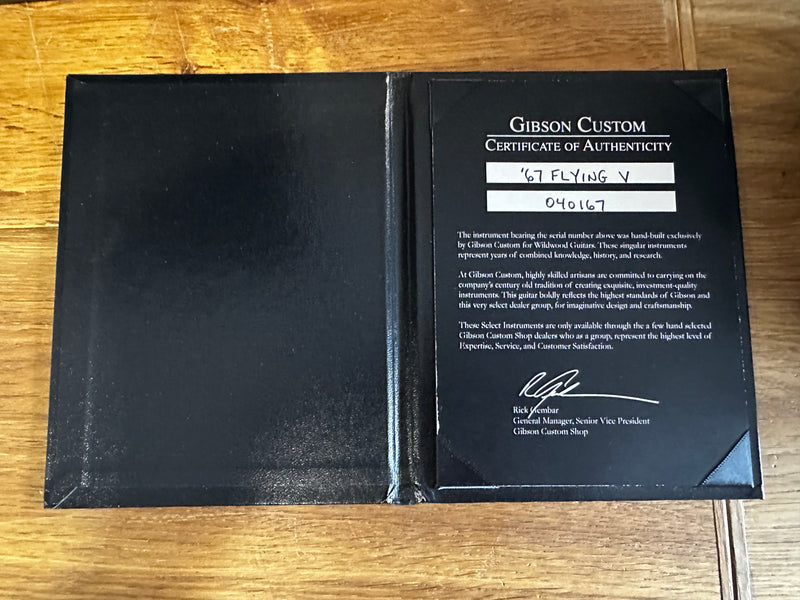 GIBSON CUSTOM
CERTIFICATE OF AUTHENTICITY
'67 FLYING V
040167
The instrument bearing the serial number above was hand-built exclusively
by Gibson Custom for Wildwood Guitars. These singular instruments
represent years of combined knowledge, history, and research.
At Gibson Custom, highly skilled artisans are committed to carrying on the
company's century old tradition of creating exquisite, investment-quality
instruments. This guitar boldly reflects the highest standards of Gibson and
this very select dealer group, for imaginative design and craftsmanship.
These Select Instruments are only available through the a few hand selected
Gibson Custom Shop dealers who as a group, represent the highest level of
Expertise, Service, and Customer Satisfaction.
Rick Gembar
General Manager, Senior Vice President
Gibson Custom Shop